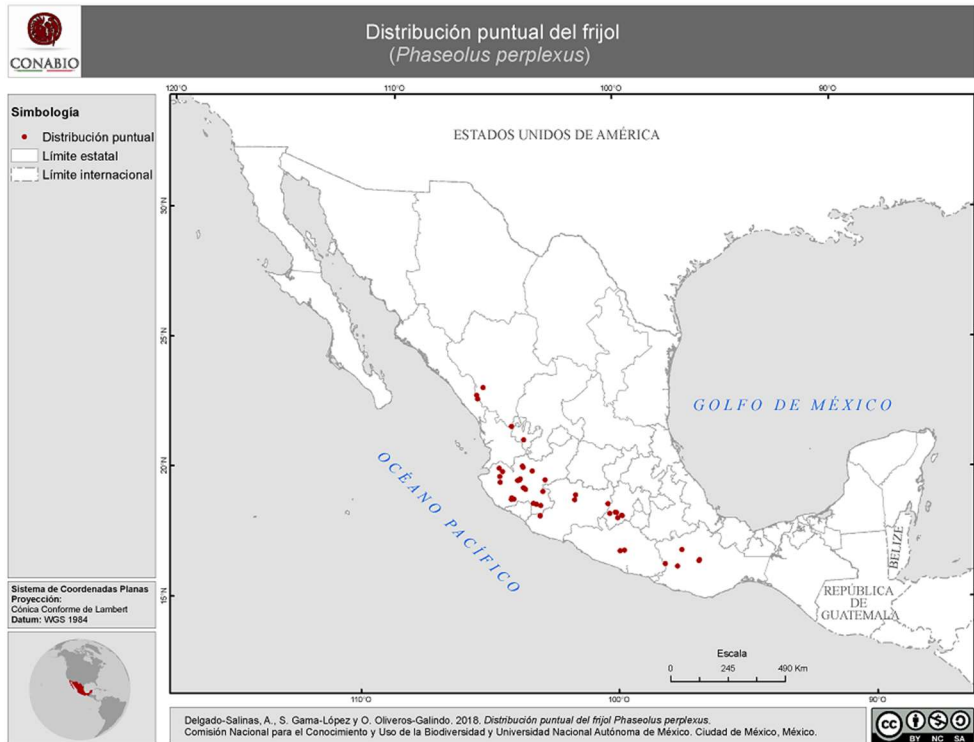 CONABIO
Distribución puntual del frijol
(Phaseolus perplexus)
Simbología
Distribución puntual
Límite estatal
Límite internacional
120°O
110°O
100°O
90°O
30°N
25°N
20°N
15°N
ESTADOS UNIDOS DE AMÉRICA
GOLFO DE MÉXICO
OCÉANO PACÍFICO
BELIZE
REPÚBLICA
DE
GUATEMALA
Escala
0 245 490 Km
110°O
100°O
90°O
Sistema de Coordenadas Planas
Proyección:
Cónica Conforme de Lambert
Datum: WGS 1984
Delgado-Salinas, A., S. Gama-López y O. Oliveros-Galindo. 2018. Distribución puntual del frijol Phaseolus perplexus.
Comisión Nacional para el Conocimiento y Uso de la Biodiversidad y Universidad Nacional Autónoma de México. Ciudad de México, México.
cc
BY NC SA